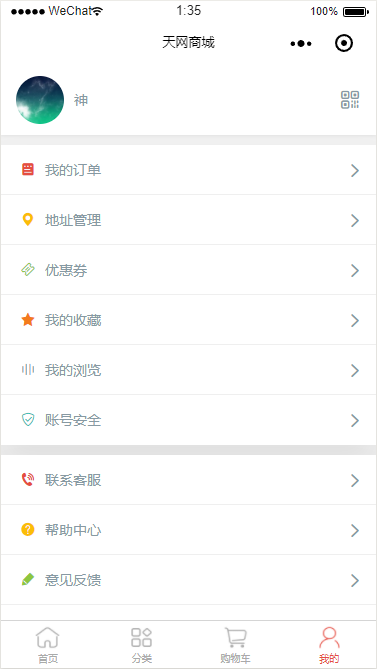 ●●●●● WeChat 1:35 100%
天网商城
神
我的订单
地址管理
优惠券
我的收藏
我的浏览
账号安全
联系客服
帮助中心
意见反馈
首页 分类 购物车 我的